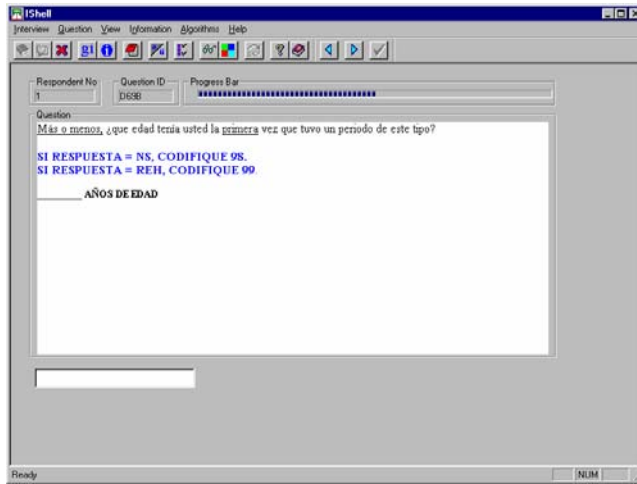 IShell
Interview Question View Information Algorithms Help
g1
Respondent No
Question ID
Progress Bar
1
D69B
Question
Más o menos, ¿que edad tenía usted la primera vez que tuvo un periodo de este tipo?
SI RESPUESTA = NS, CODIFIQUE 98.
SI RESPUESTA = REH, CODIFIQUE 99.
_______ AÑOS DE EDAD
Ready
NUM